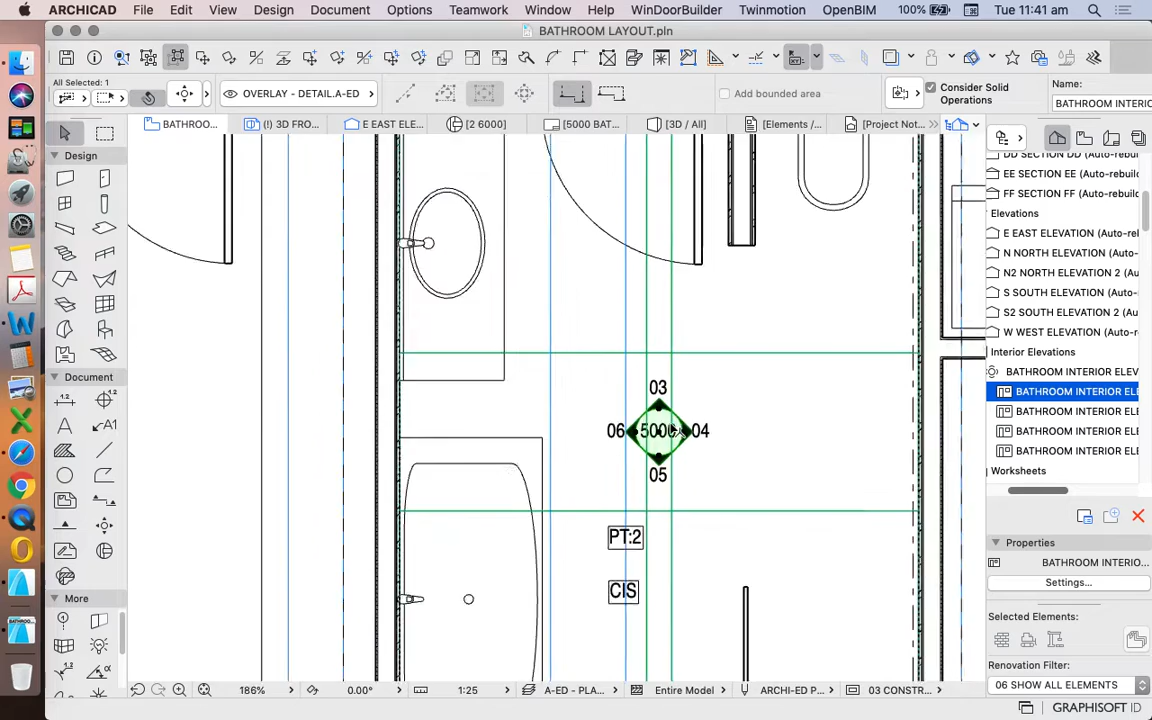 ARCHICAD File Edit View Design Document Options Teamwork Window Help WinDoorBuilder Twinmotion OpenBIM 100% Tue 11:41 am
BATHROOM LAYOUT.pln
All Selected: 1
OVERLAY - DETAIL.A-ED
Add bounded area
Consider Solid
Operations
Name:
BATHROOM INTERIO
BATHROO...
(!) 3D FRO...
E EAST ELE...
[2 6000]
[5000 BAT...
[3D / All]
[Elements /...
[Project Not...
Design
Document
More
03
06 5000 04
05
PT:2
CIS
DD SECTION DD (Auto-rebuil
EE SECTION EE (Auto-rebuild
FF SECTION FF (Auto-rebuild
Elevations
E EAST ELEVATION (Auto-re
N NORTH ELEVATION (Auto-
N2 NORTH ELEVATION 2 (Au
S SOUTH ELEVATION (Auto-
S2 SOUTH ELEVATION 2 (Au
W WEST ELEVATION (Auto-re
Interior Elevations
BATHROOM INTERIOR ELEV
BATHROOM INTERIOR ELE
BATHROOM INTERIOR ELE
BATHROOM INTERIOR ELE
BATHROOM INTERIOR ELE
Worksheets
Properties
BATHROOM INTERIO...
Settings...
Selected Elements:
Renovation Filter:
06 SHOW ALL ELEMENTS
186%
0.00°
1:25
A-ED - PLA...
Entire Model
ARCHI-ED P...
03 CONSTR...
GRAPHISOFT ID